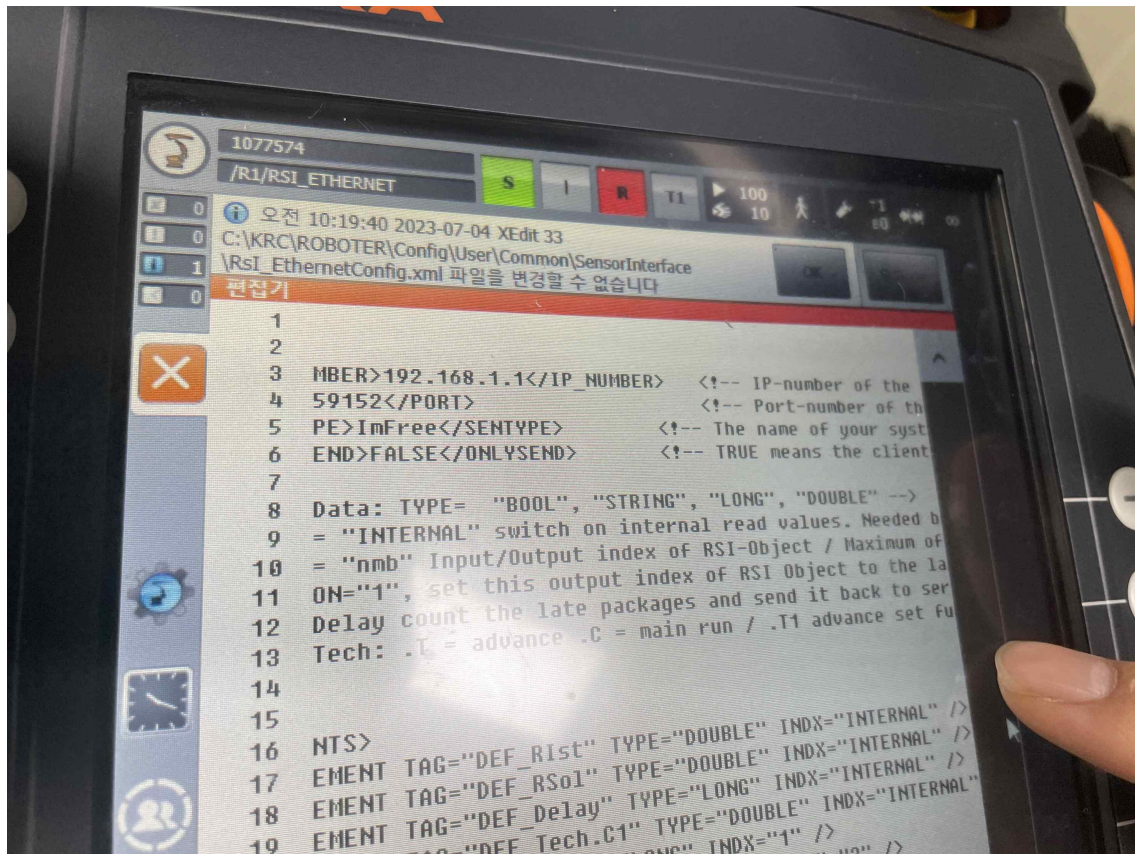 1077574
/R1/RSI_ETHERNET
S I R T1 100
10
0
0
1
0
오전 10:19:40 2023-07-04 XEdit 33
C:\KRC\ROBOTER\Config\User\Common\SensorInterface
\RsI_EthernetConfig.xml 파일을 변경할 수 없습니다
OK
편집기
1
2
3 MBER>192.168.1.1</IP_NUMBER> <!-- IP-number of the
4 59152</PORT> <!-- Port-number of th
5 PE>ImFree</SENTYPE> <!-- The name of your syst
6 END>FALSE</ONLYSEND> <!-- TRUE means the client
7
8 Data: TYPE= "BOOL", "STRING", "LONG", "DOUBLE" -->
9 = "INTERNAL" switch on internal read values. Needed b
10 = "nmb" Input/Output index of RSI-Object / Maximum of
11 ON="1", set this output index of RSI Object to the la
12 Delay count the late packages and send it back to ser
13 Tech: .T = advance .C = main run / .T1 advance set fu
14
15
16 NTS>
17 EMENT TAG="DEF_RIst" TYPE="DOUBLE" INDX="INTERNAL" />
18 EMENT TAG="DEF_RSol" TYPE="DOUBLE" INDX="INTERNAL" />
19 EMENT TAG="DEF_Delay" TYPE="LONG" INDX="INTERNAL" />
TAG="DEF_Tech.C1" TYPE="DOUBLE" INDX="INTERNAL"
INDX="1" />